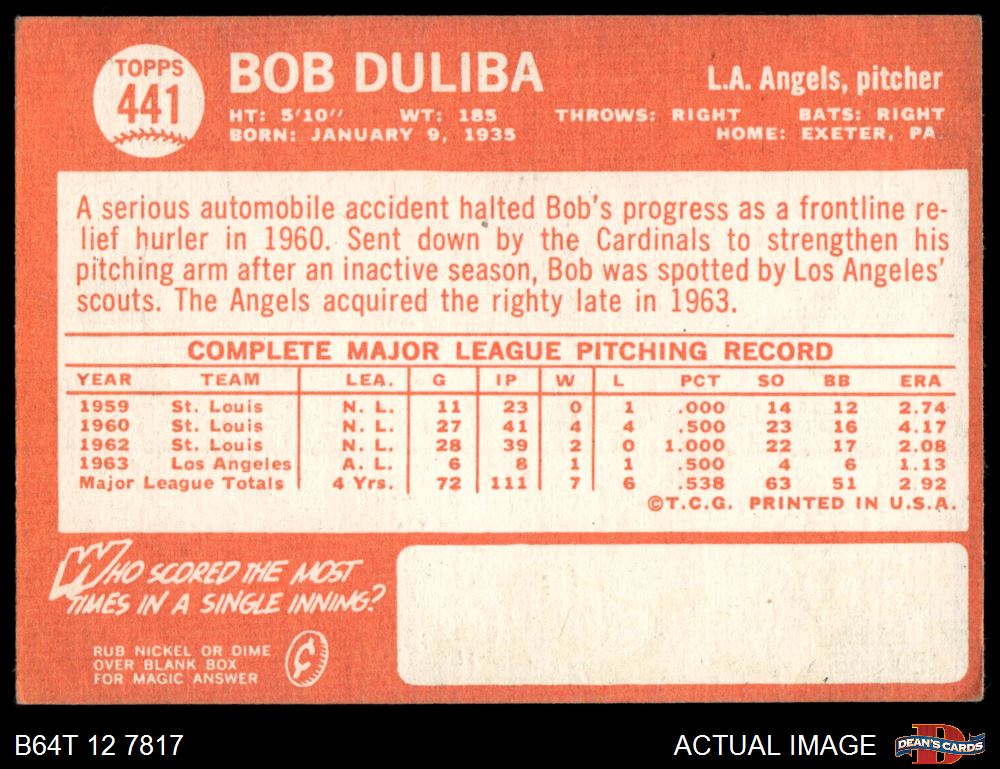 TOPPS
441
BOB DULIBA
L.A. Angels, pitcher
HT: 5'10" WT: 185 THROWS: RIGHT BATS: RIGHT
BORN: JANUARY 9, 1935 HOME: EXETER, PA.
A serious automobile accident halted Bob's progress as a frontline re-
lief hurler in 1960. Sent down by the Cardinals to strengthen his
pitching arm after an inactive season, Bob was spotted by Los Angeles'
scouts. The Angels acquired the righty late in 1963.
COMPLETE MAJOR LEAGUE PITCHING RECORD
YEAR TEAM LEA. G IP W L PCT SO BB ERA
1959 St. Louis N. L. 11 23 0 1 .000 14 12 2.74
1960 St. Louis N. L. 27 41 4 4 .500 23 16 4.17
1962 St. Louis N. L. 28 39 2 0 1.000 22 17 2.08
1963 Los Angeles A. L. 6 8 1 1 .500 4 6 1.13
Major League Totals 4 Yrs. 72 111 7 6 .538 63 51 2.92
©T.C.G. PRINTED IN U.S.A.
WHO SCORED THE MOST
TIMES IN A SINGLE INNING?
RUB NICKEL OR DIME
OVER BLANK BOX
FOR MAGIC ANSWER
¢
B64T 12 7817
ACTUAL IMAGE
D
DEAN'S CARDS